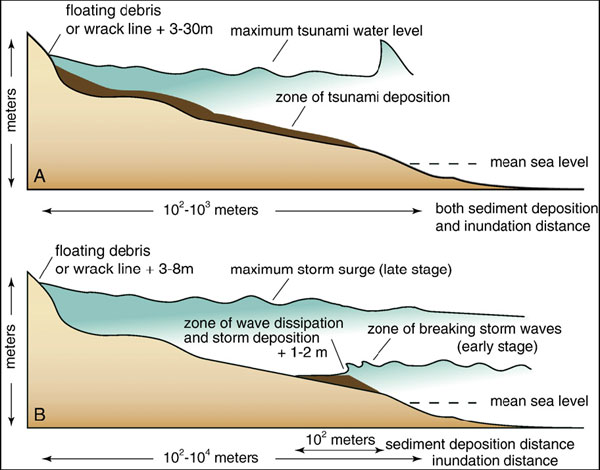 floating debris
or wrack line + 3-30m
maximum tsunami water level
zone of tsunami deposition
meters
mean sea level
A
10²-10³ meters
both sediment deposition
and inundation distance
floating debris
or wrack line + 3-8m
maximum storm surge (late stage)
zone of wave dissipation
and storm deposition
+ 1-2 m
zone of breaking storm waves
(early stage)
meters
mean sea level
B
10² meters
sediment deposition distance
10²-10⁴ meters
inundation distance